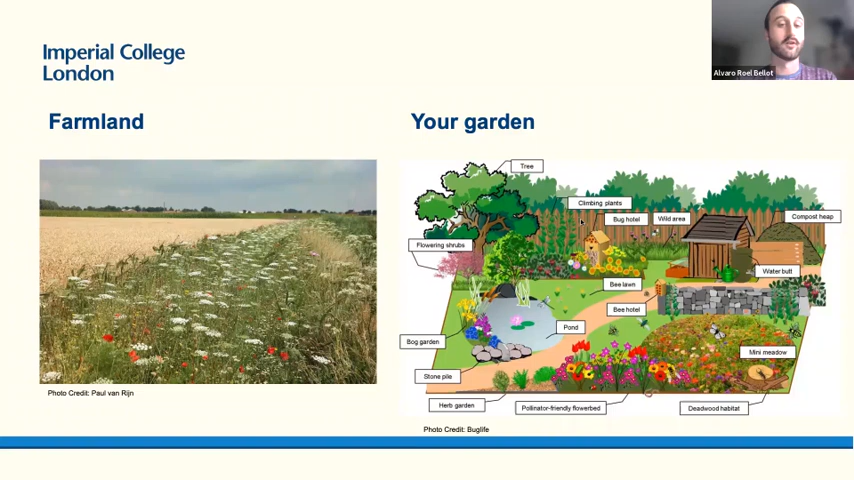 Imperial College
London
Alvaro Roel Bellot
Farmland
Your garden
Tree
Climbing plants
Bug hotel
Wild area
Compost heap
Flowering shrubs
Water butt
Bee lawn
Bee hotel
Pond
Bog garden
Mini meadow
Stone pile
Herb garden
Pollinator-friendly flowerbed
Deadwood habitat
Photo Credit: Paul van Rijn
Photo Credit: Buglife